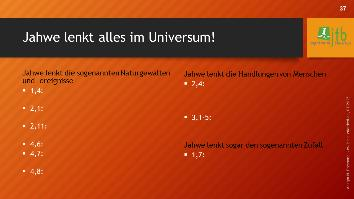 37
Jahwe lenkt alles im Universum!
jtb
Jahwe lenkt die sogenannten Naturgewalten
und -ereignisse
1,4:
2,1:
2,11:
4,6:
4,7:
4,8:
Jahwe lenkt die Handlungen von Menschen
2,4:
3,1-5:
Jahwe lenkt sogar den sogenannten Zufall
1,7: